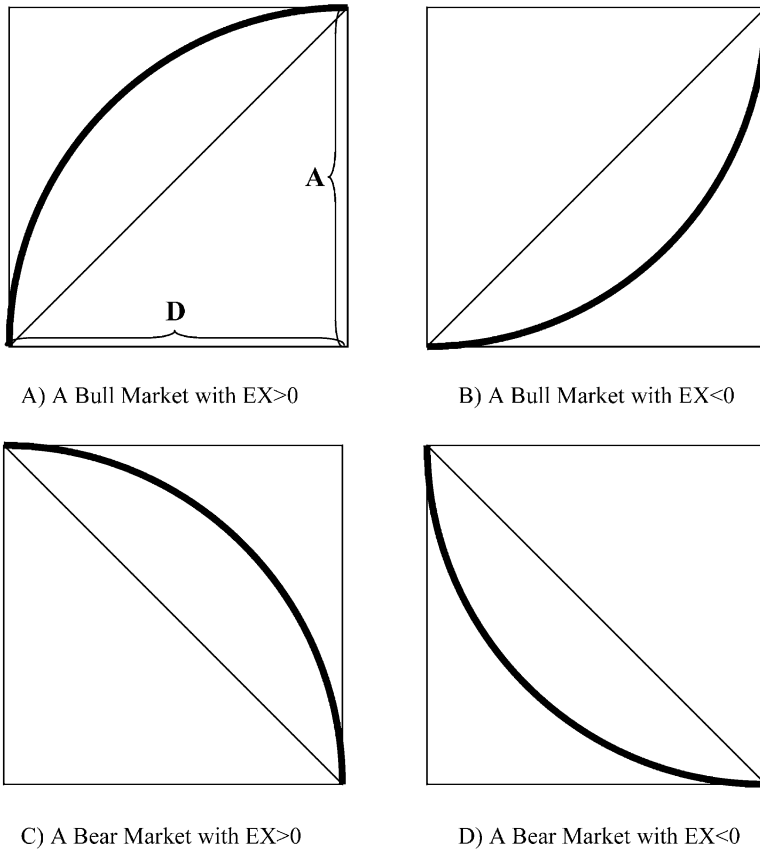 A
D
A) A Bull Market with EX>0
B) A Bull Market with EX<0
C) A Bear Market with EX>0
D) A Bear Market with EX<0